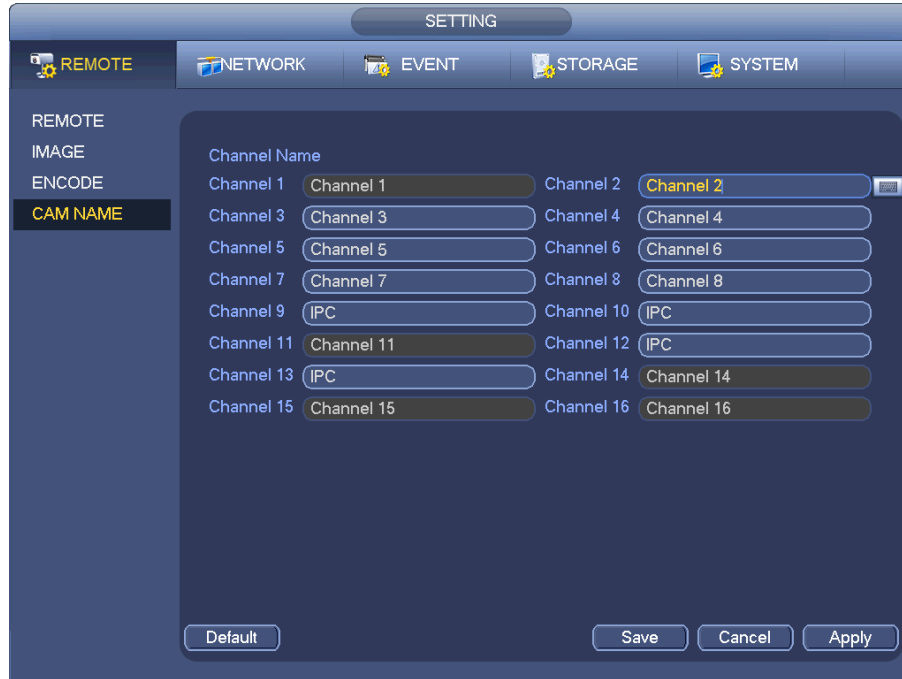 SETTING
REMOTE NETWORK EVENT STORAGE SYSTEM
REMOTE
IMAGE
ENCODE
CAM NAME
Channel Name
Channel 1 Channel 1 Channel 2 Channel 2
Channel 3 Channel 3 Channel 4 Channel 4
Channel 5 Channel 5 Channel 6 Channel 6
Channel 7 Channel 7 Channel 8 Channel 8
Channel 9 IPC Channel 10 IPC
Channel 11 Channel 11 Channel 12 IPC
Channel 13 IPC Channel 14 Channel 14
Channel 15 Channel 15 Channel 16 Channel 16
Default Save Cancel Apply